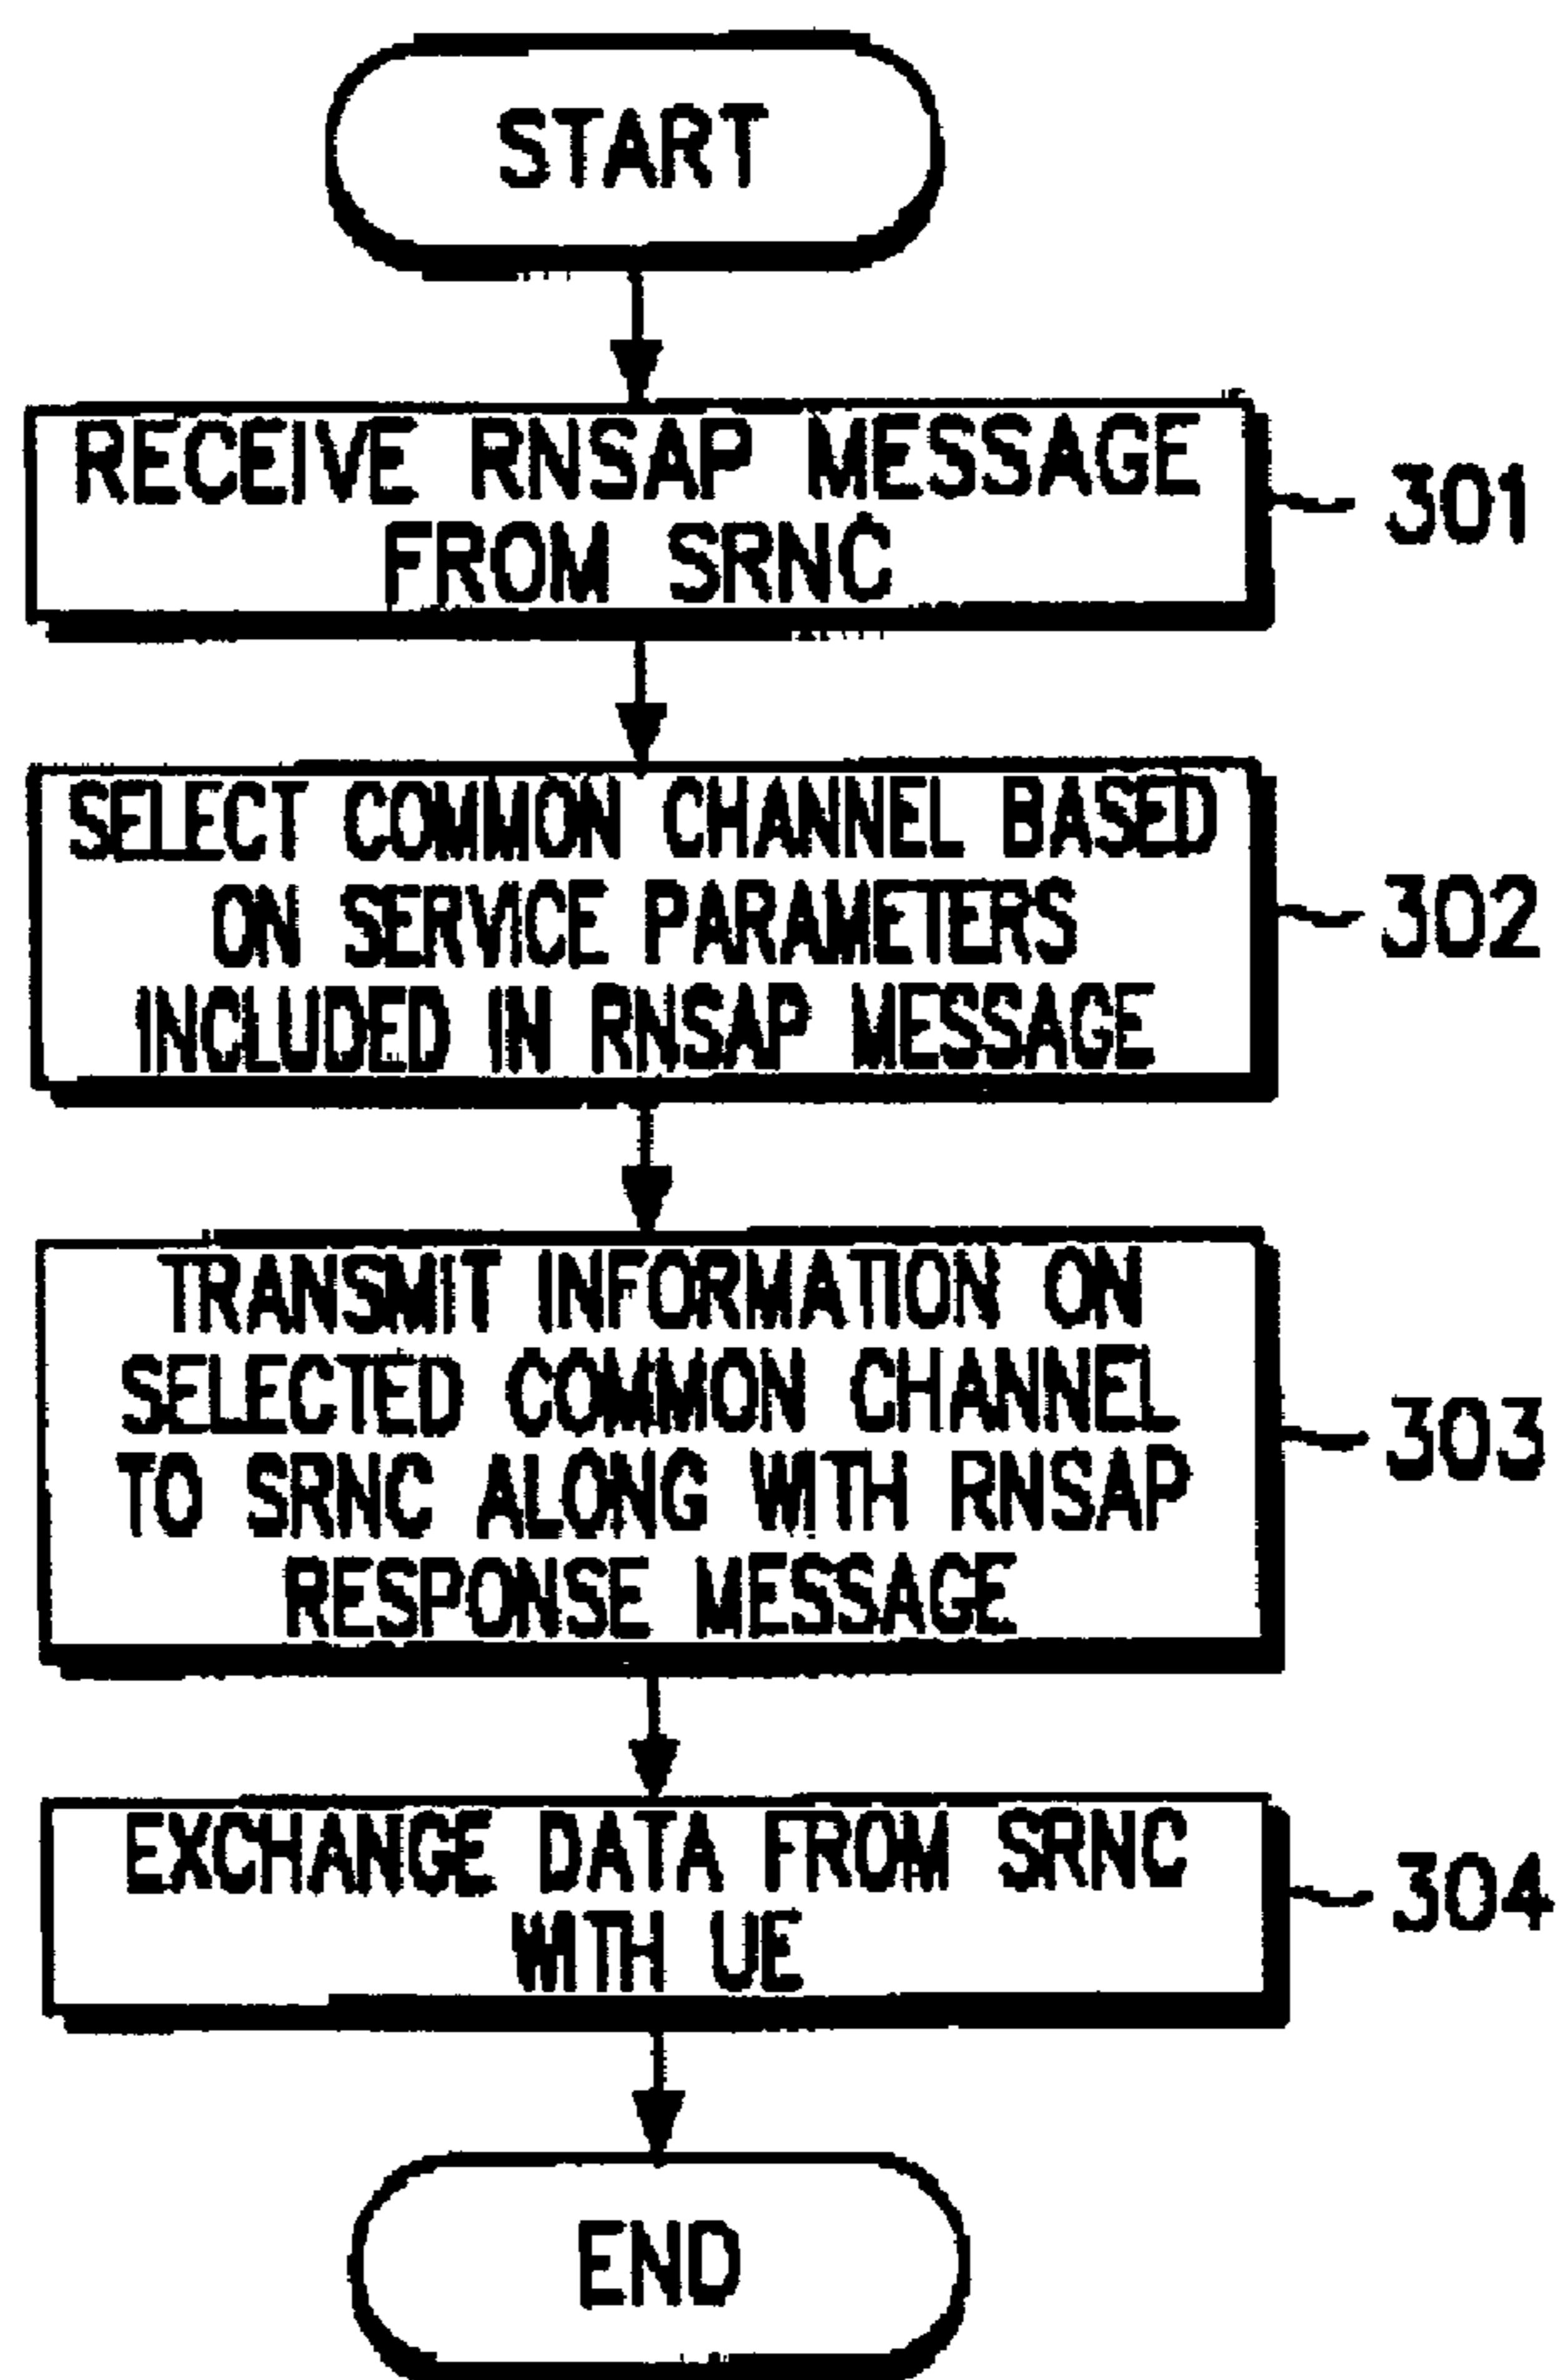 START
RECEIVE RNSAP MESSAGE
FROM SRNC
301
SELECT COMMON CHANNEL BASED
ON SERVICE PARAMETERS
INCLUDED IN RNSAP MESSAGE
302
TRANSMIT INFORMATION ON
SELECTED COMMON CHANNEL
TO SRNC ALONG WITH RNSAP
RESPONSE MESSAGE
303
EXCHANGE DATA FROM SRNC
WITH UE
304
END